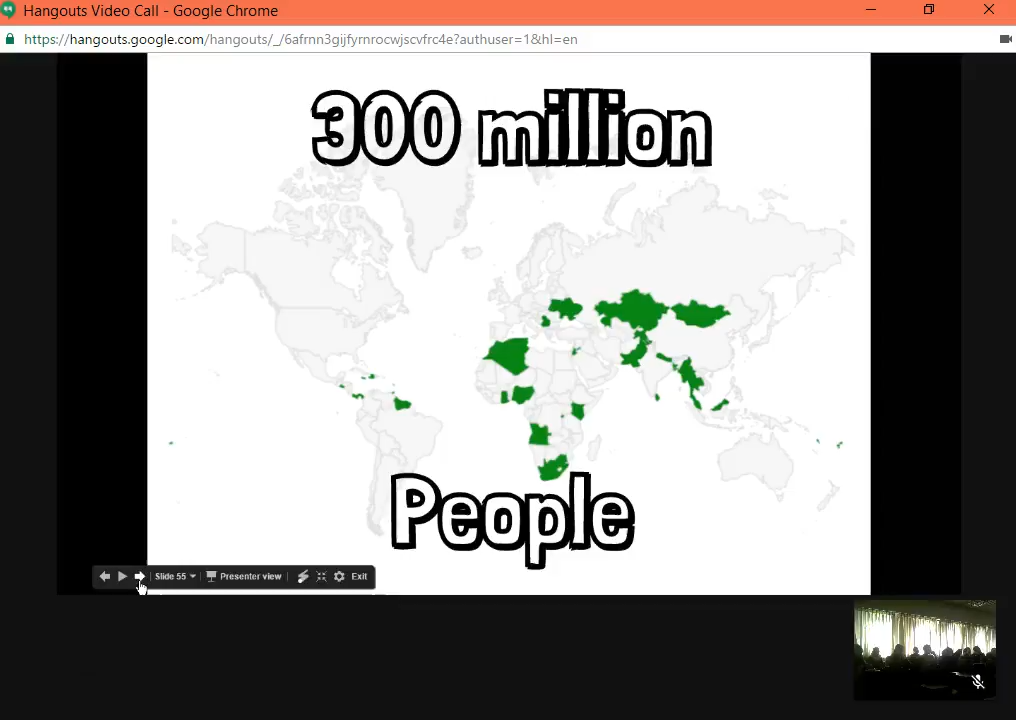 Hangouts Video Call - Google Chrome
https://hangouts.google.com/hangouts/_/6afrnn3gijfyrnrocwjscvfrc4e?authuser=1&hl=en
300 million
People
Slide 55
Presenter view
Exit